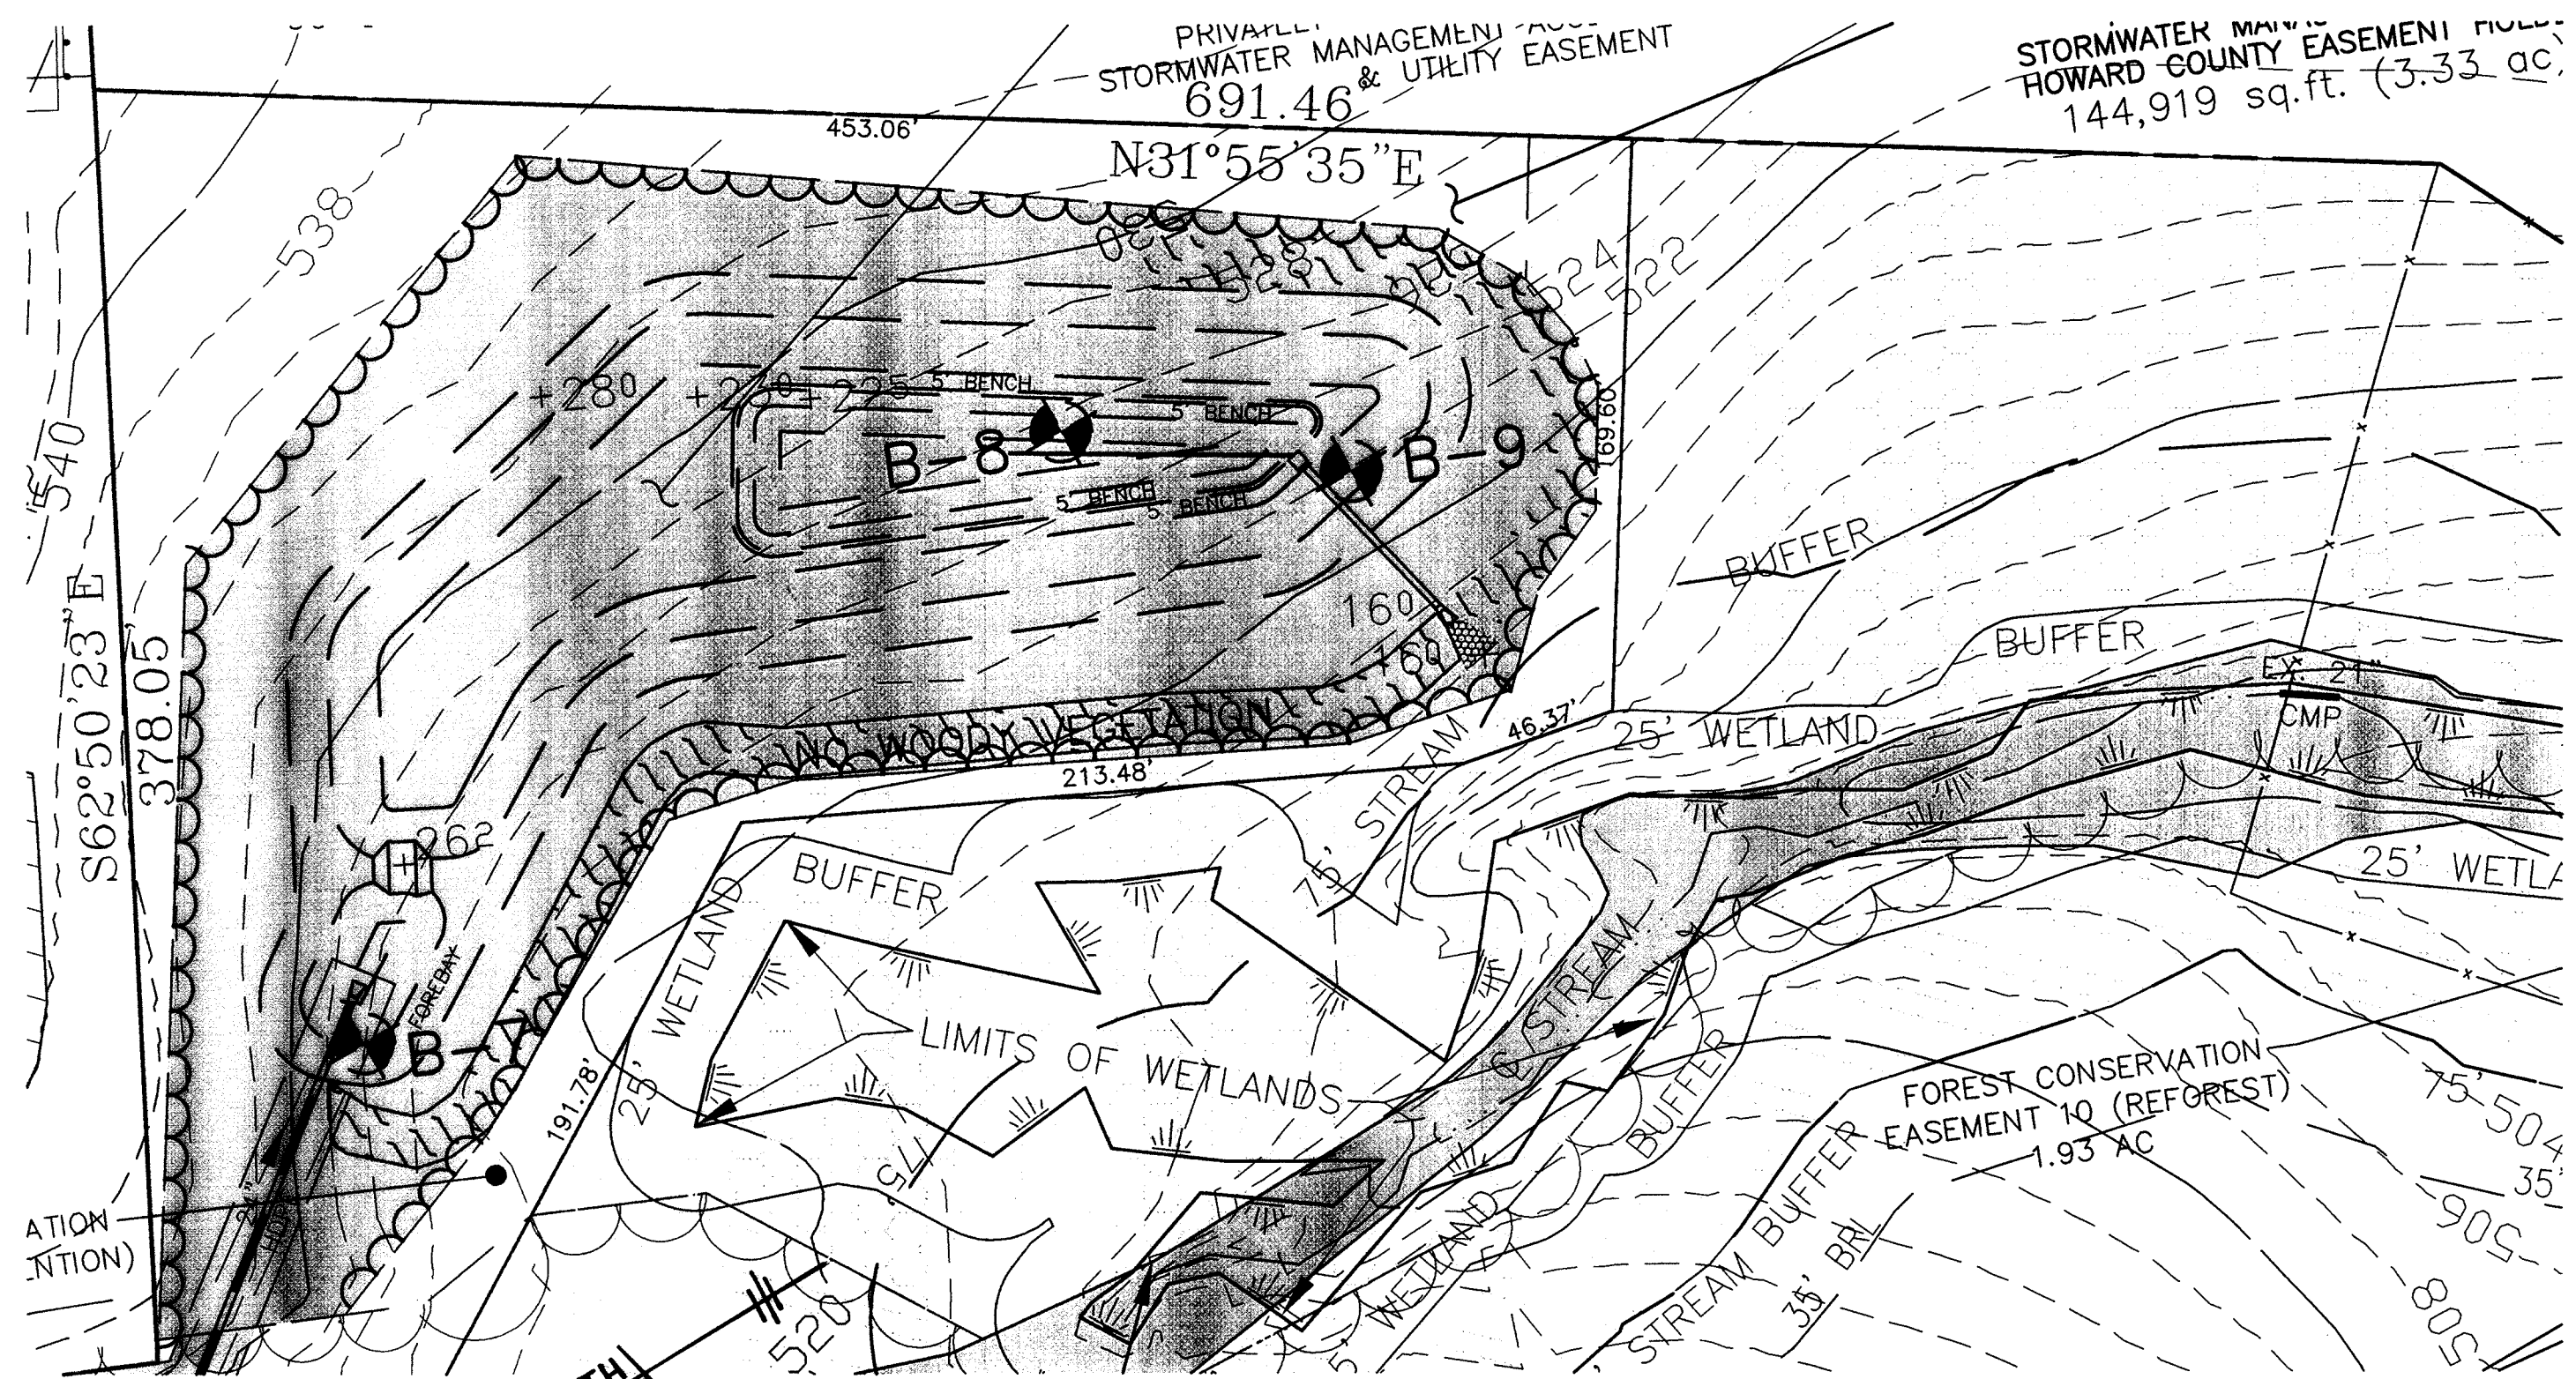 STORMWATER MANAGEMENT
& UTILITY EASEMENT
691.46
453.06'
N31°55'35"E
STORMWATER
HOWARD COUNTY EASEMENT
144,919 sq.ft. (3.33 ac
538
540
530
528
526
524
522
+280
+230
+225
5' BENCH
5' BENCH
B-8
B-9
5' BENCH
5' BENCH
169.60'
BUFFER
BUFFER
160
160
S62°50'23"E
378.05'
NO WOODY VEGETATION
213.48'
46.37'
25' WETLAND
EX. 21"
CMP
25'
75' STREAM
+262
BUFFER
25' WETLAND
FOREBAY
B-7
LIMITS OF WETLANDS
℄ STREAM
191.78'
75'
BUFFER
FOREST CONSERVATION
EASEMENT 10 (REFOREST)
1.93 AC
75'
504
35'
506
508
WETLAND
STREAM BUFFER
35' BRL
520